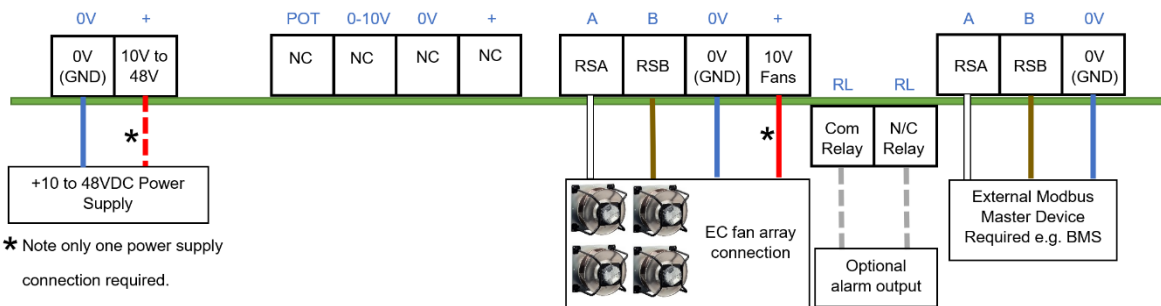 0V + POT 0-10V 0V + A B 0V + A B 0V
0V
(GND)
10V to
48V
NC NC NC NC
RSA RSB
0V
(GND)
10V
Fans
RL RL
RSA RSB
0V
(GND)
Com
Relay
N/C
Relay
*
*
+10 to 48VDC Power
Supply
EC fan array
connection
External Modbus
Master Device
Required e.g. BMS
* Note only one power supply
connection required.
Optional
alarm output